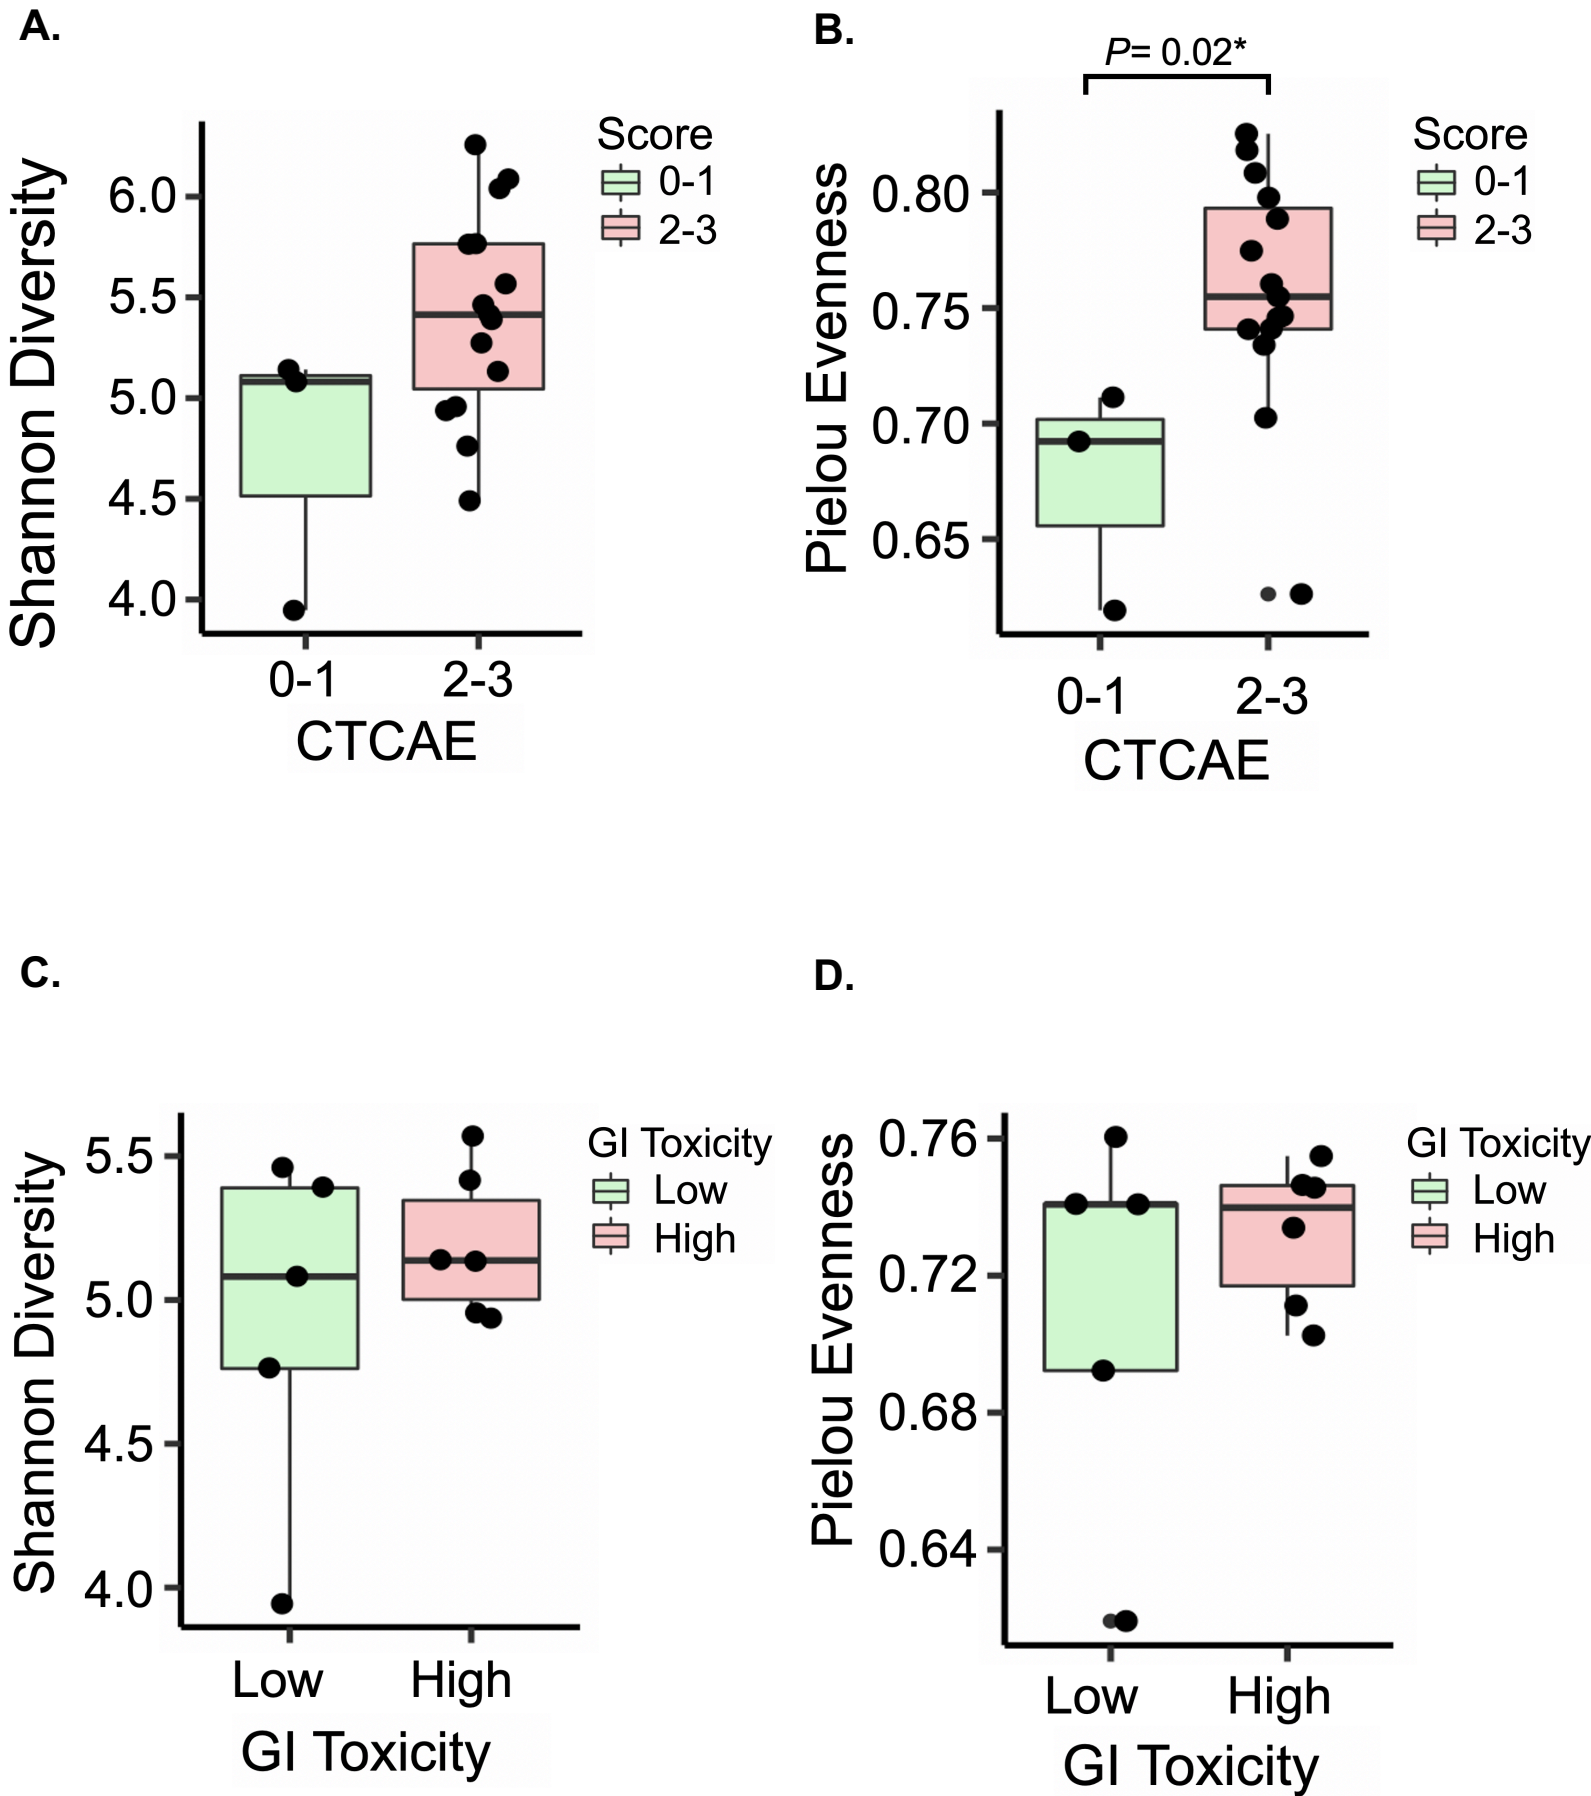 A.
Shannon Diversity
6.0
5.5
5.0
4.5
4.0
0-1
2-3
CTCAE
Score
0-1
2-3
B.
P= 0.02*
Pielou Evenness
0.80
0.75
0.70
0.65
0-1
2-3
CTCAE
Score
0-1
2-3
C.
Shannon Diversity
5.5
5.0
4.5
4.0
Low
High
GI Toxicity
GI Toxicity
Low
High
D.
Pielou Evenness
0.76
0.72
0.68
0.64
Low
High
GI Toxicity
GI Toxicity
Low
High